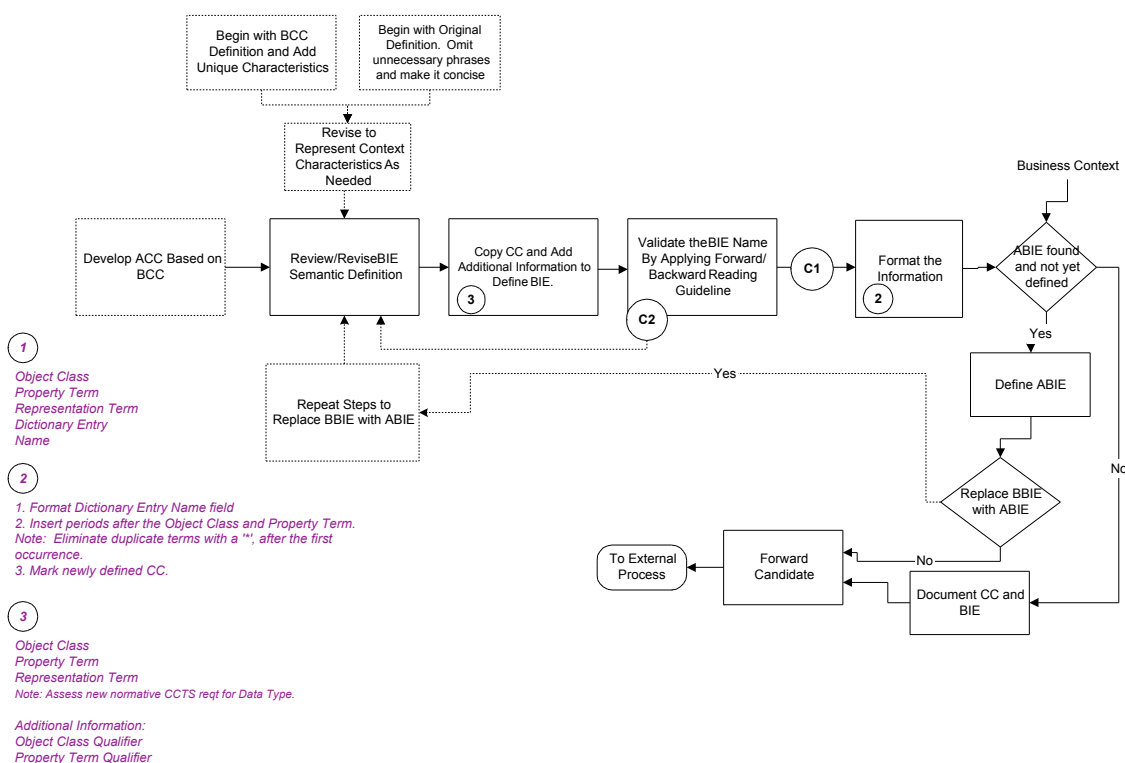 Begin with BCC
Definition and Add
Unique Characteristics
Begin with Original
Definition. Omit
unnecessary phrases
and make it concise
Revise to
Represent Context
Characteristics As
Needed
Business Context
Develop ACC Based on
BCC
Review/ReviseBIE
Semantic Definition
Copy CC and Add
Additional Information to
Define BIE.
3
Validate theBIE Name
By Applying Forward/
Backward Reading
Guideline
C2
C1
Format the
Information
2
ABIE found
and not yet
defined
Yes
No
Define ABIE
Replace BBIE
with ABIE
Yes
Repeat Steps to
Replace BBIE with ABIE
No
Forward
Candidate
To External
Process
Document CC and
BIE
1
Object Class
Property Term
Representation Term
Dictionary Entry
Name
2
1. Format Dictionary Entry Name field
2. Insert periods after the Object Class and Property Term.
Note: Eliminate duplicate terms with a '*', after the first
occurrence.
3. Mark newly defined CC.
3
Object Class
Property Term
Representation Term
Note: Assess new normative CCTS reqt for Data Type.
Additional Information:
Object Class Qualifier
Property Term Qualifier